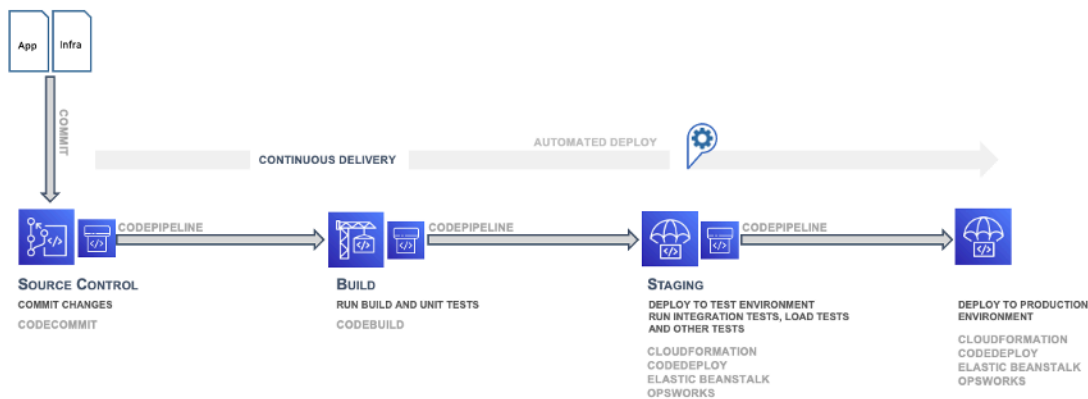 App
Infra
COMMIT
AUTOMATED DEPLOY
CONTINUOUS DELIVERY
CODEPIPELINE
CODEPIPELINE
CODEPIPELINE
SOURCE CONTROL
COMMIT CHANGES
CODECOMMIT
BUILD
RUN BUILD AND UNIT TESTS
CODEBUILD
STAGING
DEPLOY TO TEST ENVIRONMENT
RUN INTEGRATION TESTS, LOAD TESTS
AND OTHER TESTS
CLOUDFORMATION
CODEDEPLOY
ELASTIC BEANSTALK
OPSWORKS
DEPLOY TO PRODUCTION
ENVIRONMENT
CLOUDFORMATION
CODEDEPLOY
ELASTIC BEANSTALK
OPSWORKS